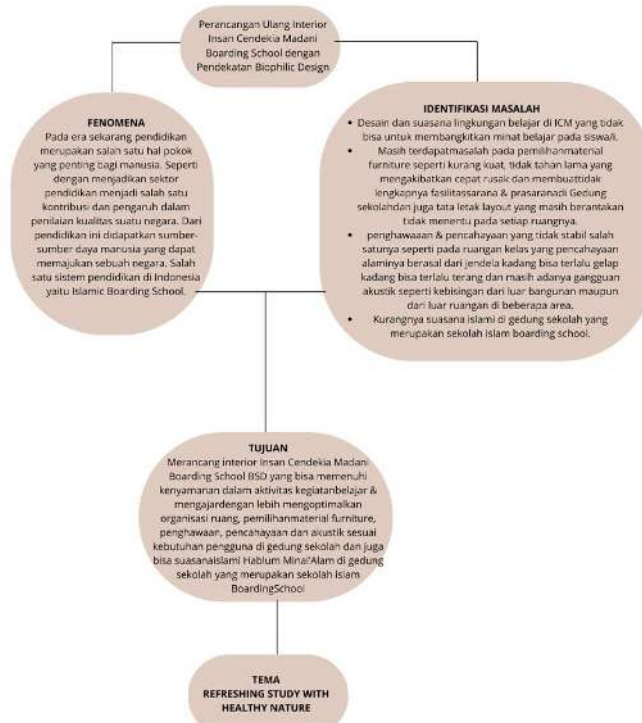 Perancangan Ulang Interior
Insan Cendekia Madani
Boarding School dengan
Pendekatan Biophilic Design
FENOMENA
Pada era sekarang pendidikan
merupakan salah satu hal pokok
yang penting bagi manusia. Seperti
dengan menjadikan sektor
pendidikan menjadi salah satu
kontribusi dan pengaruh dalam
penilaian kualitas suatu negara. Dari
pendidikan ini didapatkan sumber-
sumber daya manusia yang dapat
memajukan sebuah negara. Salah
satu sistem pendidikan di Indonesia
yaitu Islamic Boarding School.
IDENTIFIKASI MASALAH
• Desain dan suasana lingkungan belajar di ICM yang tidak
bisa untuk membangkitkan minat belajar pada siswa/i.
• Masih terdapatmasalah pada pemilihanmaterial
furniture seperti kurang kuat, tidak tahan lama yang
mengakibatkan cepat rusak dan membuattidak
lengkapnya fasilitassarana & prasaranadi Gedung
sekolahdan juga tata letak layout yang masih berantakan
tidak menentu pada setiap ruangnya.
• penghawaaan & pencahayaan yang tidak stabil salah
satunya seperti pada ruangan kelas yang pencahayaan
alaminya berasal dari jendela kadang bisa terlalu gelap
kadang bisa terlalu terang dan masih adanya gangguan
akustik seperti kebisingan dari luar bangunan maupun
dari luar ruangan di beberapa area.
• Kurangnya suasana islami di gedung sekolah yang
merupakan sekolah islam boarding school.
TUJUAN
Merancang interior Insan Cendekia Madani
Boarding School BSD yang bisa memenuhi
kenyamanan dalam aktivitas kegiatanbelajar &
mengajardengan lebih mengoptimalkan
organisasi ruang, pemilihanmaterial furniture,
penghawaan, pencahayaan dan akustik sesuai
kebutuhan pengguna di gedung sekolah dan juga
bisa suasanaislami Hablum Minal'Alam di gedung
sekolah yang merupakan sekolah islam
BoardingSchool
TEMA
REFRESHING STUDY WITH
HEALTHY NATURE